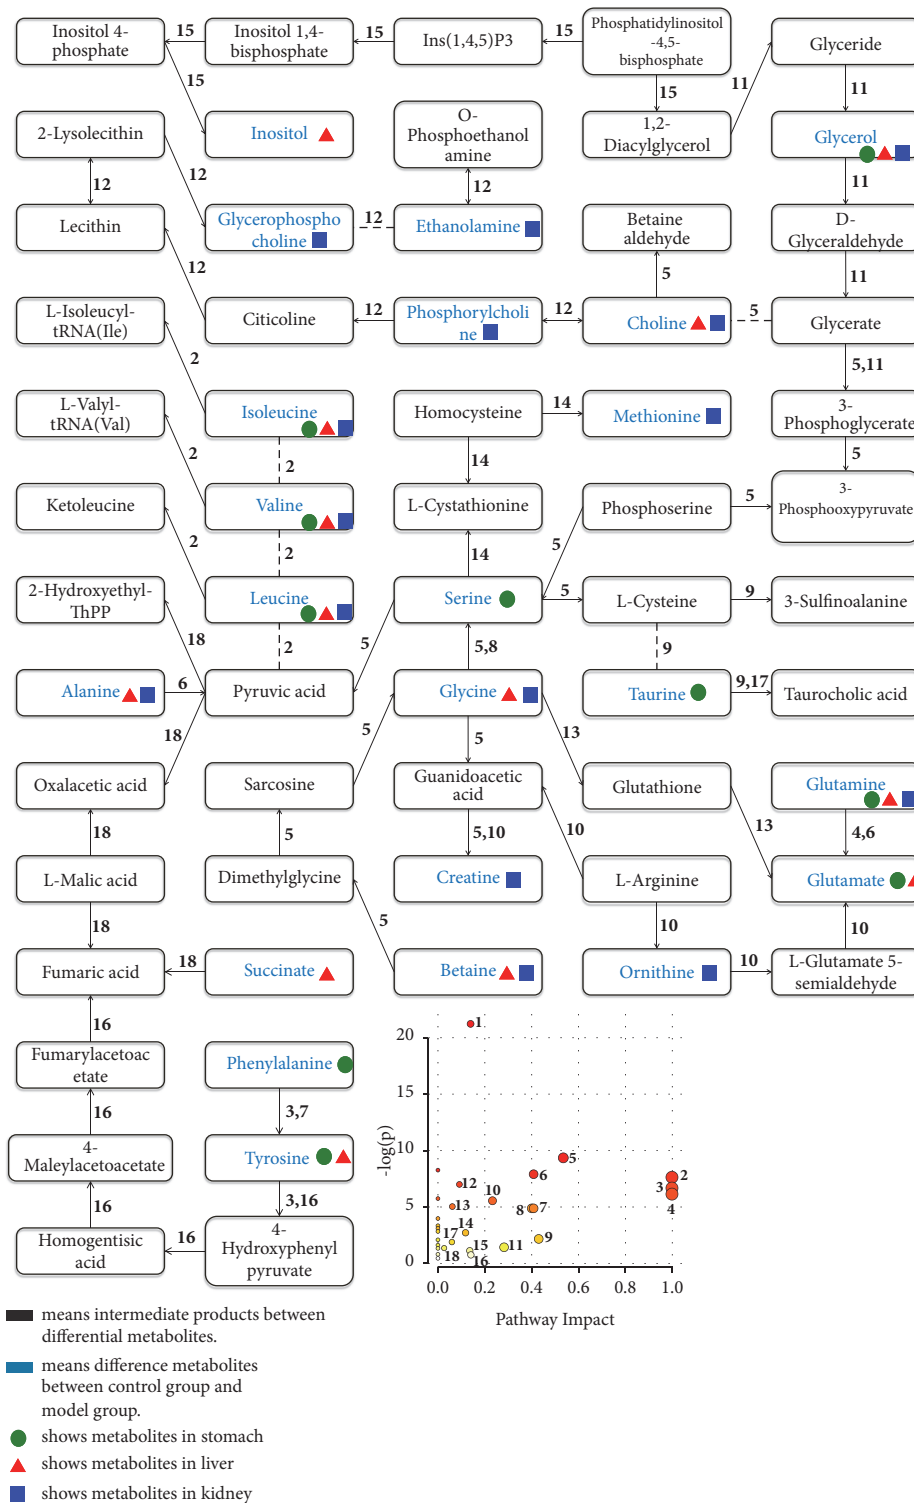 Inositol 4-
phosphate
15
Inositol 1,4-
bisphosphate
15
Ins(1,4,5)P3
15
Phosphatidylinositol
-4,5-
bisphosphate
Glyceride
15
15
11
11
2-Lysolecithin
Inositol
O-
Phosphoethanol
amine
1,2-
Diacylglycerol
Glycerol
12
12
12
11
Lecithin
Glycerophospho
choline
12
Ethanolamine
Betaine
aldehyde
D-
Glyceraldehyde
12
5
11
L-Isoleucyl-
tRNA(Ile)
Citicoline
12
Phosphorylcholi
ne
12
Choline
5
Glycerate
2
5,11
L-Valyl-
tRNA(Val)
Isoleucine
Homocysteine
14
Methionine
3-
Phosphoglycerate
2
2
14
5
Ketoleucine
Valine
L-Cystathionine
Phosphoserine
5
3-
Phosphooxypyruvate
2
2
14
5
2-Hydroxyethyl-
ThPP
Leucine
Serine
5
L-Cysteine
9
3-Sulfinoalanine
18
2
5
5,8
9
Alanine
6
Pyruvic acid
Glycine
Taurine
9,17
Taurocholic acid
18
5
5
13
Oxalacetic acid
Sarcosine
Guanidoacetic
acid
Glutathione
Glutamine
18
5
5,10
10
13
4,6
L-Malic acid
Dimethylglycine
Creatine
L-Arginine
Glutamate
18
5
10
10
Fumaric acid
18
Succinate
Betaine
Ornithine
10
L-Glutamate 5-
semialdehyde
16
Fumarylacetoac
etate
Phenylalanine
16
3,7
4-
Maleylacetoacetate
Tyrosine
16
3,16
Homogentisic
acid
16
4-
Hydroxyphenyl
pyruvate
20
15
10
5
0
-log(p)
1
5
6
2
3
4
12
10
13
8
7
14
9
17
15
11
18
16
0.0
0.2
0.4
0.6
0.8
1.0
Pathway Impact
means intermediate products between
differential metabolites.
means difference metabolites
between control group and
model group.
shows metabolites in stomach
shows metabolites in liver
shows metabolites in kidney